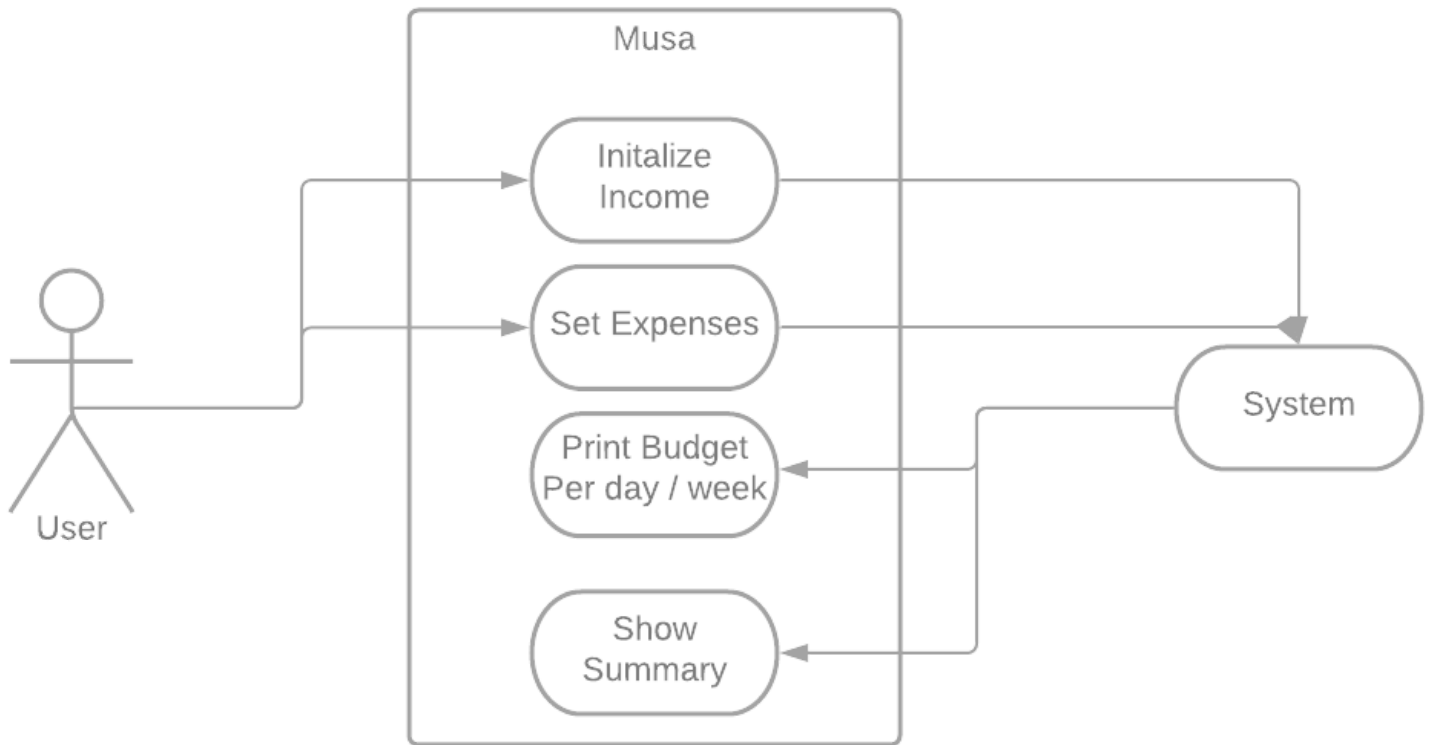 Musa
Initalize
Income
Set Expenses
Print Budget
Per day / week
Show
Summary
User
System